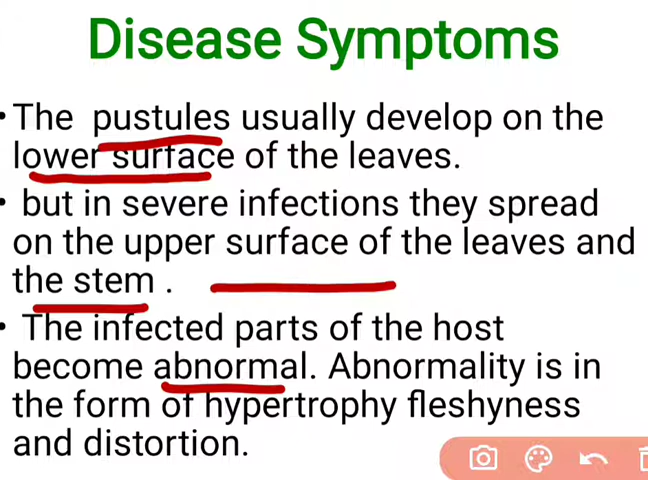 Disease Symptoms
•The pustules usually develop on the
lower surface of the leaves.
• but in severe infections they spread
on the upper surface of the leaves and
the stem .
• The infected parts of the host
become abnormal. Abnormality is in
the form of hypertrophy fleshyness
and distortion.